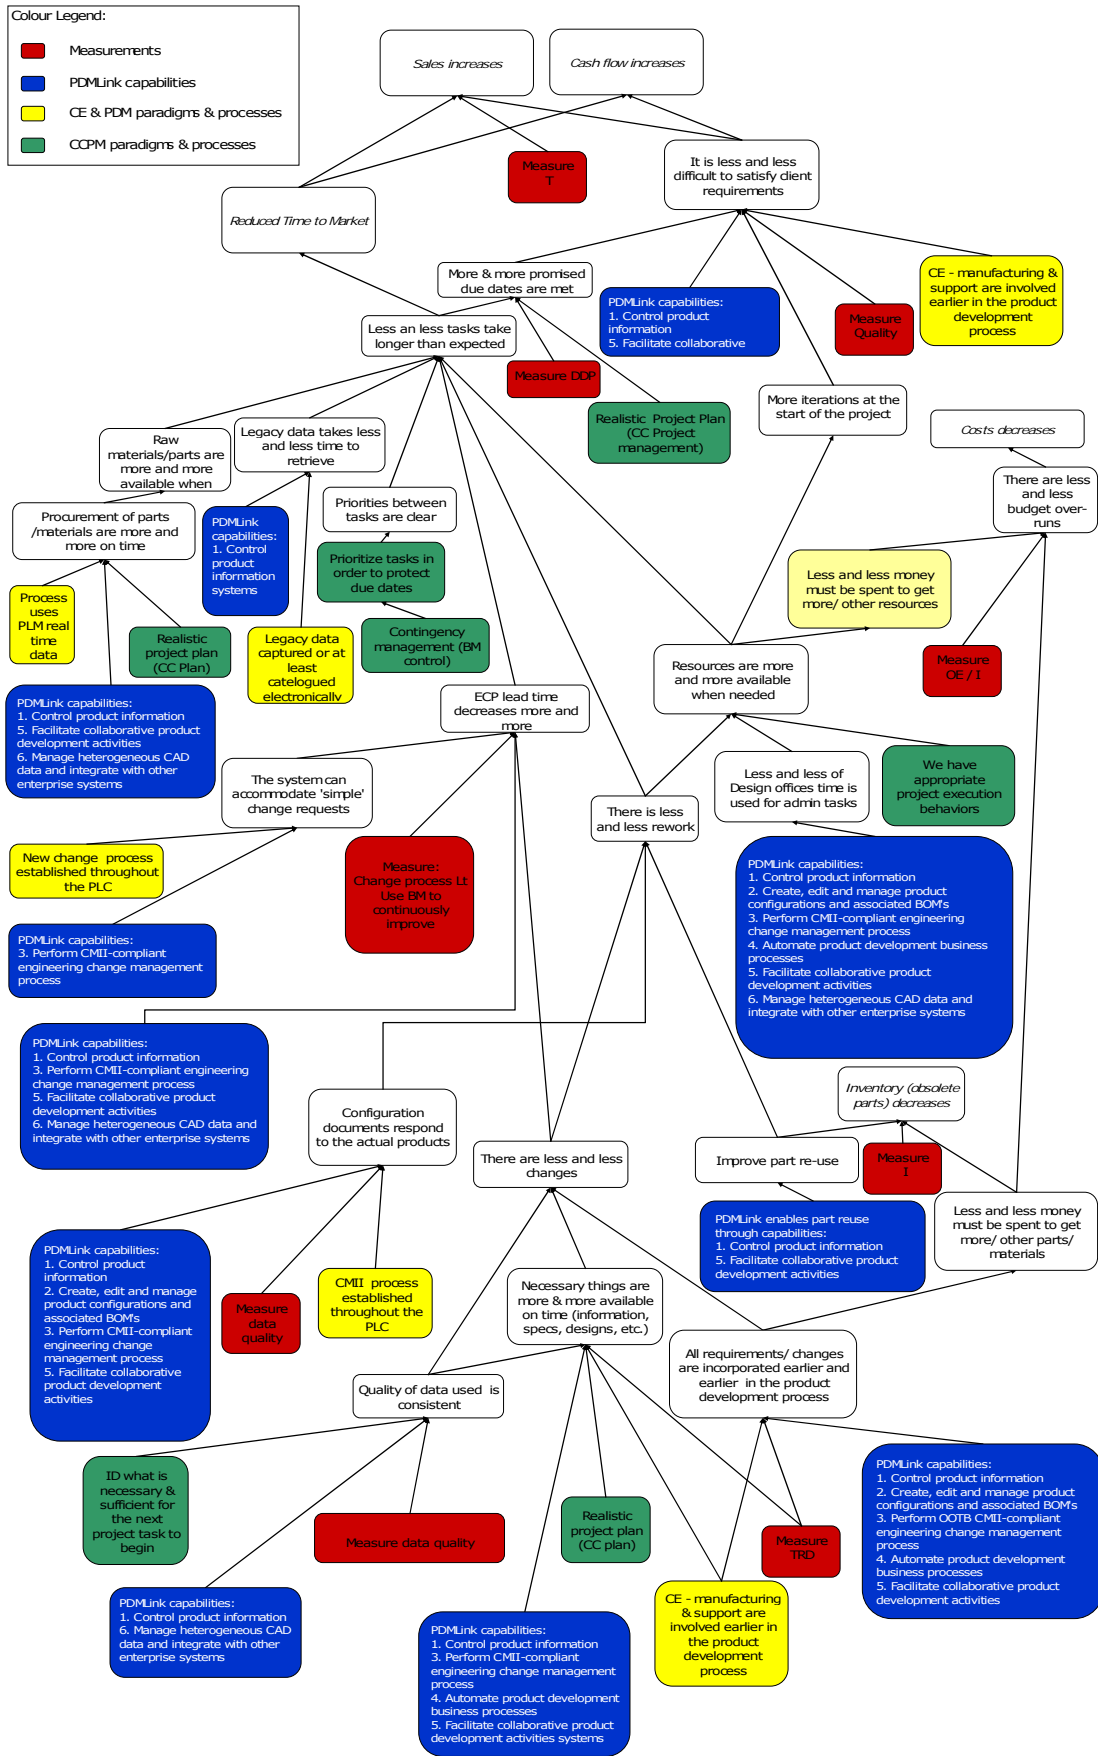 Colour Legend:
Measurements
PDMLink capabilities
CE & PDM paradigms & processes
CCPM paradigms & processes
Sales increases
Cash flow increases
Measure
T
It is less and less
difficult to satisfy client
requirements
Reduced Time to Market
More & more promised
due dates are met
PDMLink capabilities:
1. Control product
information
5. Facilitate collaborative
CE - manufacturing &
support are involved
earlier in the product
development
process
Measure
Quality
Less an less tasks take
longer than expected
Measure DDP
Realistic Project Plan
(CC Project
management)
More iterations at the
start of the project
Costs decreases
Raw
materials/parts are
more and more
available when
Legacy data takes less
and less time to
retrieve
Priorities between
tasks are clear
There are less
and less
budget over-
runs
Procurement of parts
/materials are more and
more on time
PDMLink
capabilities:
1. Control
product
information
systems
Prioritize tasks in
order to protect
due dates
Less and less money
must be spent to get
more/ other resources
Process
uses
PLM real
time
data
Realistic
project plan
(CC Plan)
Legacy data
captured or at
least
catelogued
electronically
Contingency
management (BM
control)
Resources are more
and more available
when needed
Measure
OE / I
PDMLink capabilities:
1. Control product information
5. Facilitate collaborative product
development activities
6. Manage heterogeneous CAD
data and integrate with other
enterprise systems
ECP lead time
decreases more and
more
The system can
accommodate 'simple'
change requests
There is less
and less rework
Less and less of
Design offices time is
used for admin tasks
We have
appropriate
project execution
behaviors
New change process
established throughout
the PLC
Measure:
Change process Lt
Use BM to
continuously
improve
PDMLink capabilities:
1. Control product information
2. Create, edit and manage product
configurations and associated BOM's
3. Perform CMII-compliant engineering
change management process
4. Automate product development business
processes
5. Facilitate collaborative product
development activities
6. Manage heterogeneous CAD data and
integrate with other enterprise systems
PDMLink capabilities:
3. Perform CMII-compliant
engineering change management
process
PDMLink capabilities:
1. Control product information
3. Perform CMII-compliant engineering
change management process
5. Facilitate collaborative product
development activities
6. Manage heterogeneous CAD data and
integrate with other enterprise systems
Configuration
documents respond
to the actual products
Inventory (obsolete
parts) decreases
There are less and less
changes
Improve part re-use
Measure
I
PDMLink enables part reuse
through capabilities:
1. Control product information
5. Facilitate collaborative product
development activities
Less and less money
must be spent to get
more/ other parts/
materials
PDMLink capabilities:
1. Control product
information
2. Create, edit and manage
product configurations and
associated BOM's
3. Perform CMII-compliant
engineering change
management process
5. Facilitate collaborative
product development
activities
Measure
data
quality
CMII process
established
throughout the
PLC
Necessary things are
more & more available
on time (information,
specs, designs, etc.)
All requirements/ changes
are incorporated earlier and
earlier in the product
development process
Quality of data used is
consistent
ID what is
necessary &
sufficient for
the next
project task to
begin
Measure data quality
Realistic
project plan
(CC plan)
Measure
TRD
PDMLink capabilities:
1. Control product information
2. Create, edit and manage product
configurations and associated BOM's
3. Perform OOTB CMII-compliant
engineering change management
process
4. Automate product development
business processes
5. Facilitate collaborative product
development activities
PDMLink capabilities:
1. Control product information
6. Manage heterogeneous CAD
data and integrate with other
enterprise systems
PDMLink capabilities:
1. Control product information
3. Perform CMII-compliant
engineering change management
process
4. Automate product development
business processes
5. Facilitate collaborative product
development activities systems
CE - manufacturing
& support are
involved earlier in
the product
development
process